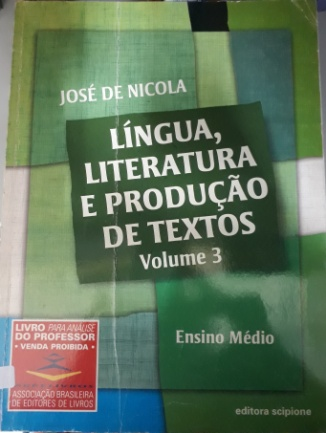 JOSÉ DE NICOLA
LÍNGUA,
LITERATURA
E PRODUÇÃO
DE TEXTOS
Volume 3
Ensino Médio
LIVRO PARA ANÁLISE
DO PROFESSOR
• VENDA PROIBIDA •
ASSOCIAÇÃO BRASILEIRA
DE EDITORES DE LIVROS
editora scipione